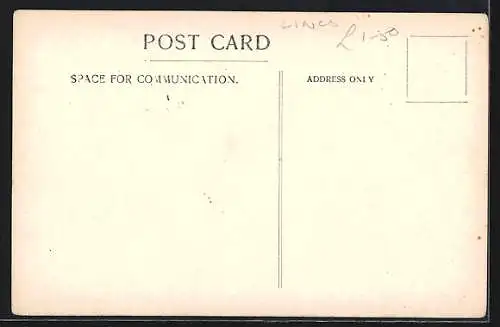 LINCS
£1-50
POST CARD
SPACE FOR COMMUNICATION.
ADDRESS ONLY